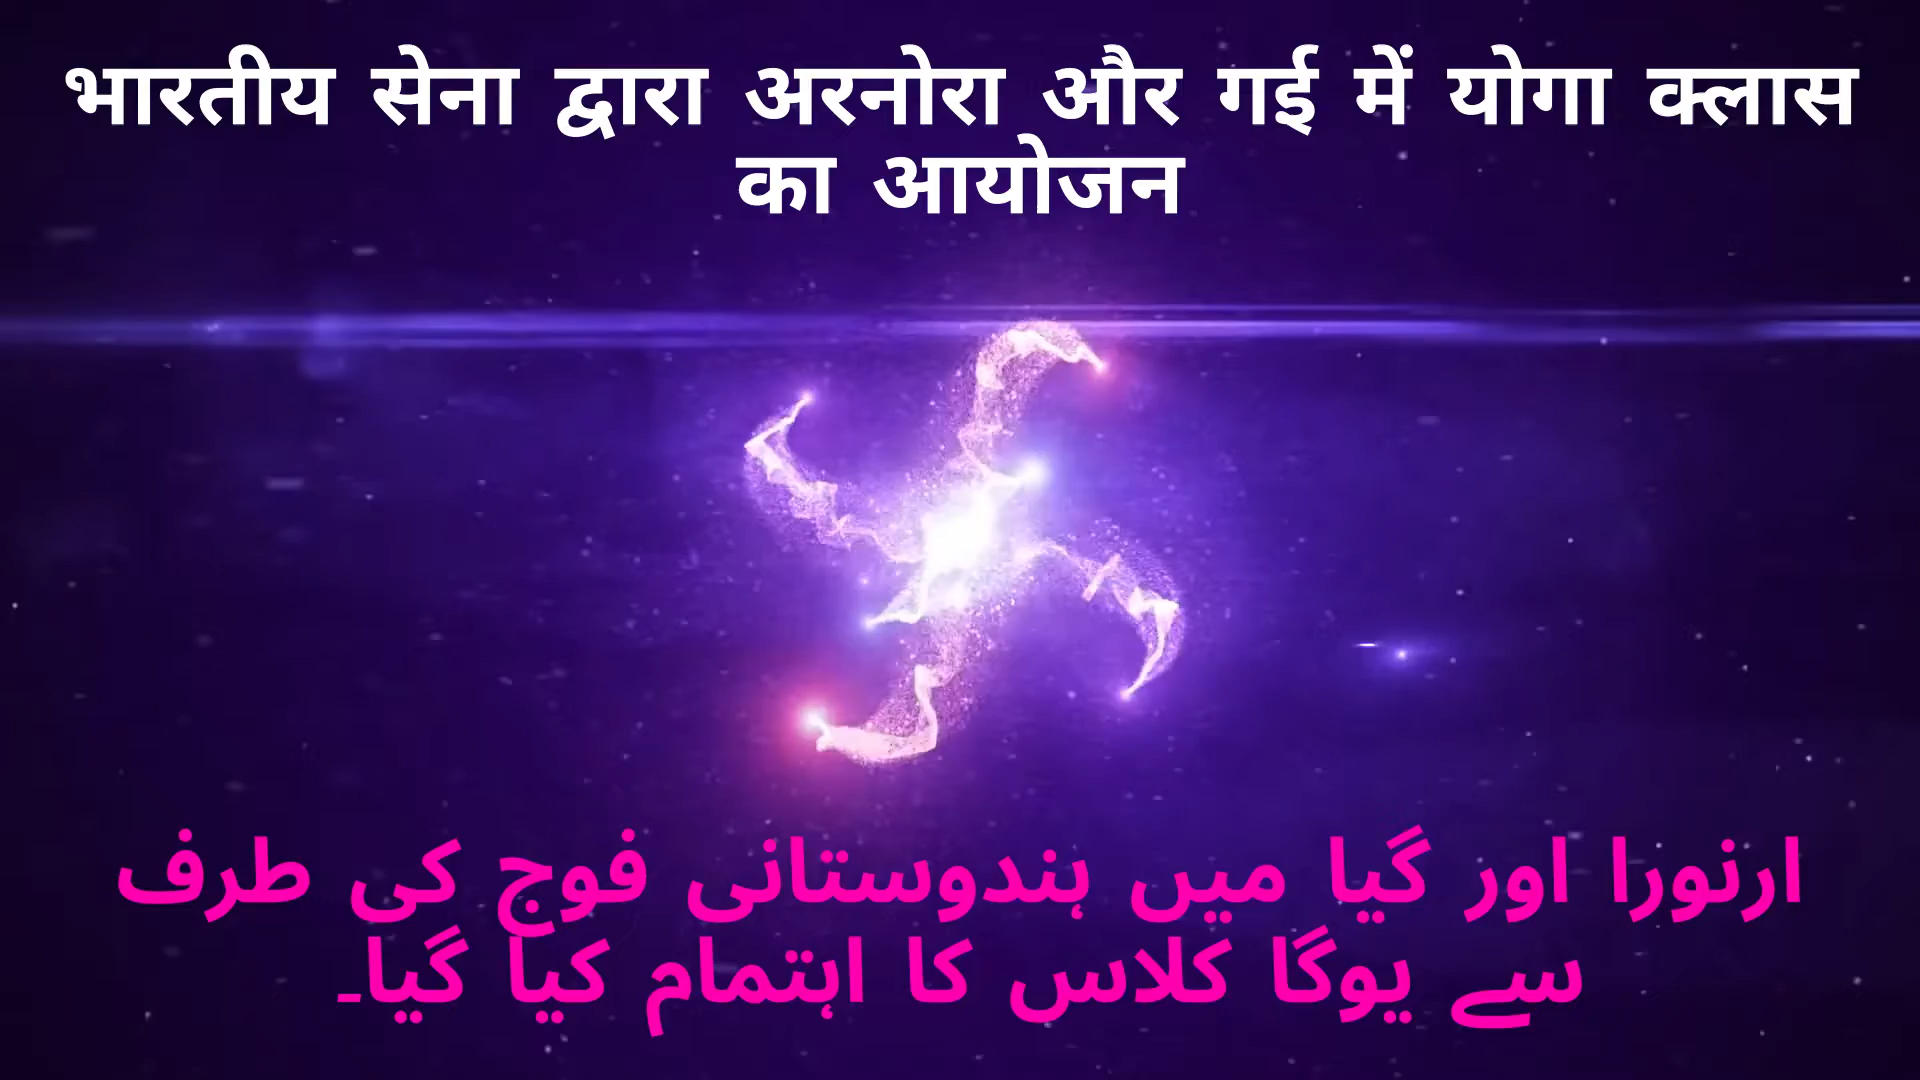 भारतीय सेना द्वारा अरनोरा और गई में योगा क्लास
का आयोजन
ارنورا اور گیا میں ہندوستانی فوج کی طرف
سے یوگا کلاس کا اہتمام کیا گیا۔